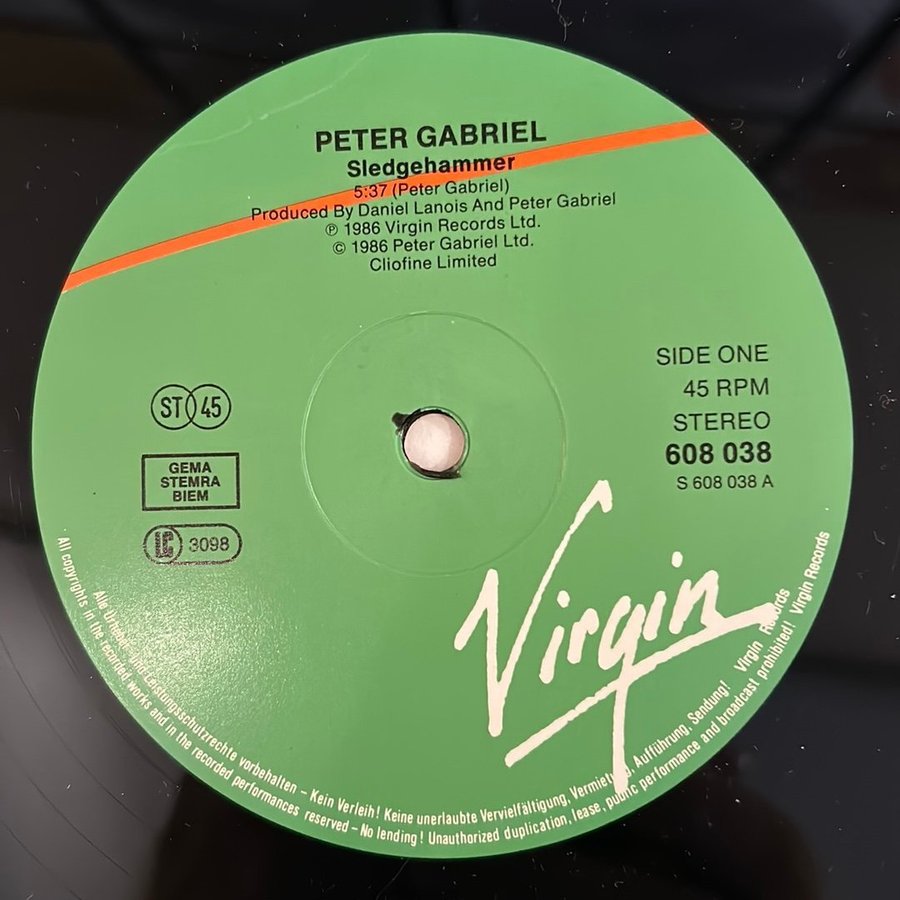 PETER GABRIEL
Sledgehammer
5:37 (Peter Gabriel)
Produced By Daniel Lanois And Peter Gabriel
℗ 1986 Virgin Records Ltd.
© 1986 Peter Gabriel Ltd.
Cliofine Limited
SIDE ONE
45 RPM
STEREO
608 038
S 608 038 A
ST 45
GEMA
STEMRA
BIEM
LC 3098
Virgin
Alle Urheber- und Leistungsschutzrechte vorbehalten – Kein Verleih! Keine unerlaubte Vervielfältigung, Vermietung, Aufführung, Sendung! Virgin Records
All copyrights in the recorded works and in the recorded performances reserved – No lending! Unauthorized duplication, lease, public performance and broadcast prohibited! Virgin Records